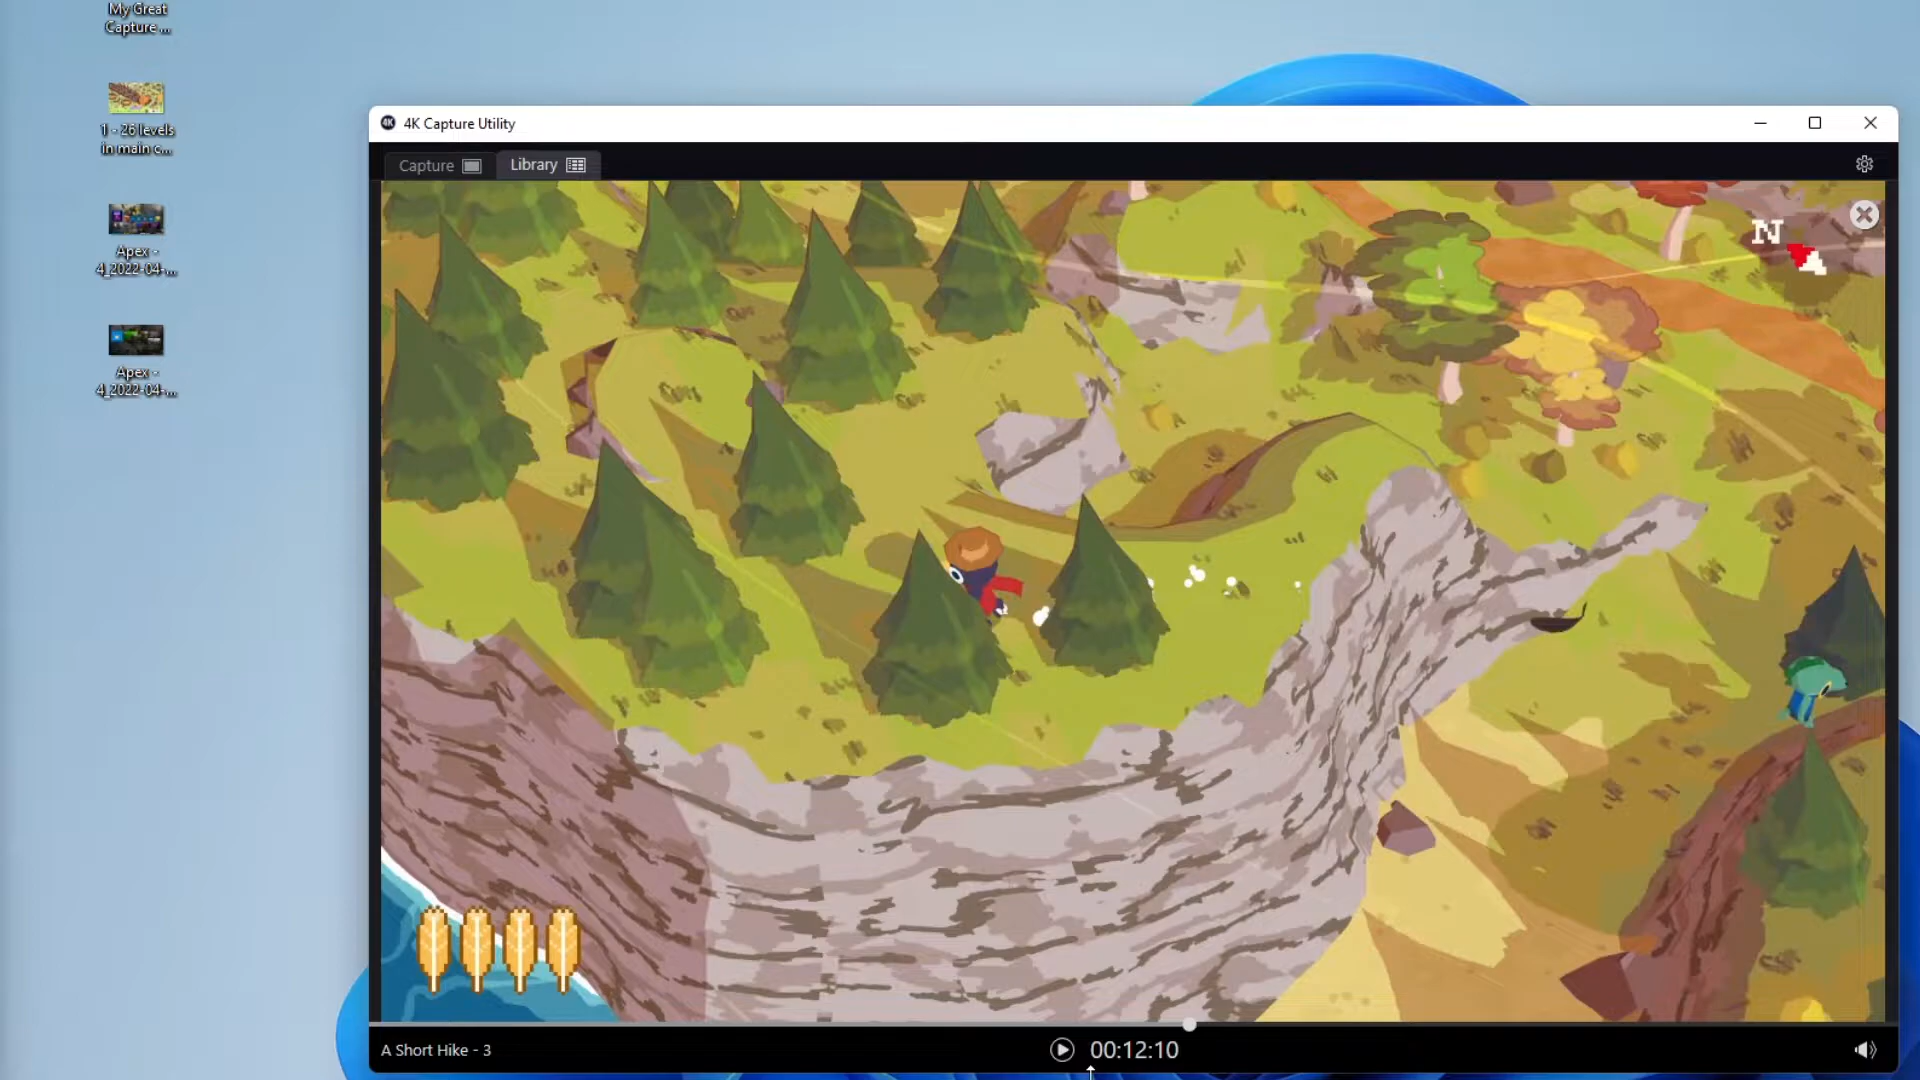 My Great
Capture ...
1 - 26 levels
in main c...
Apex -
4_2022-04-...
Apex -
4_2022-04-...
4K
4K Capture Utility
Capture
Library
N
A Short Hike - 3
00:12:10